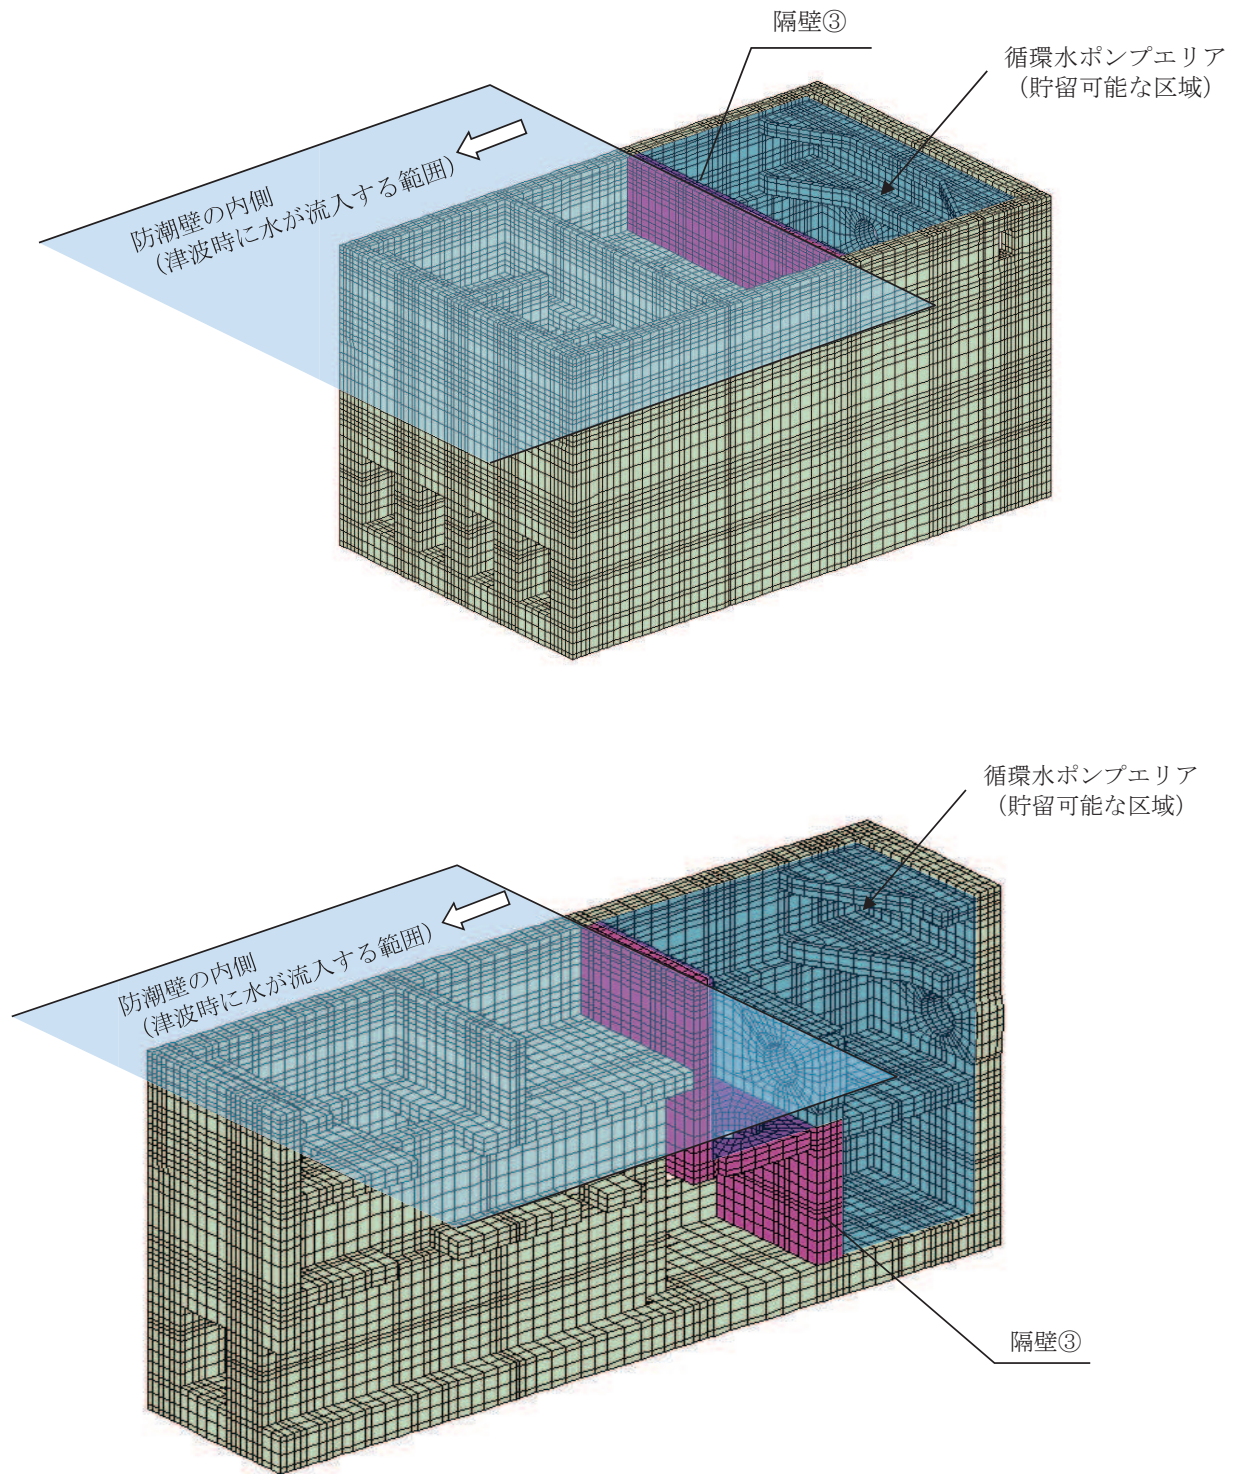 隔壁③
循環水ポンプエリア
（貯留可能な区域）
防潮壁の内側
（津波時に水が流入する範囲）
循環水ポンプエリア
（貯留可能な区域）
防潮壁の内側
（津波時に水が流入する範囲）
隔壁③